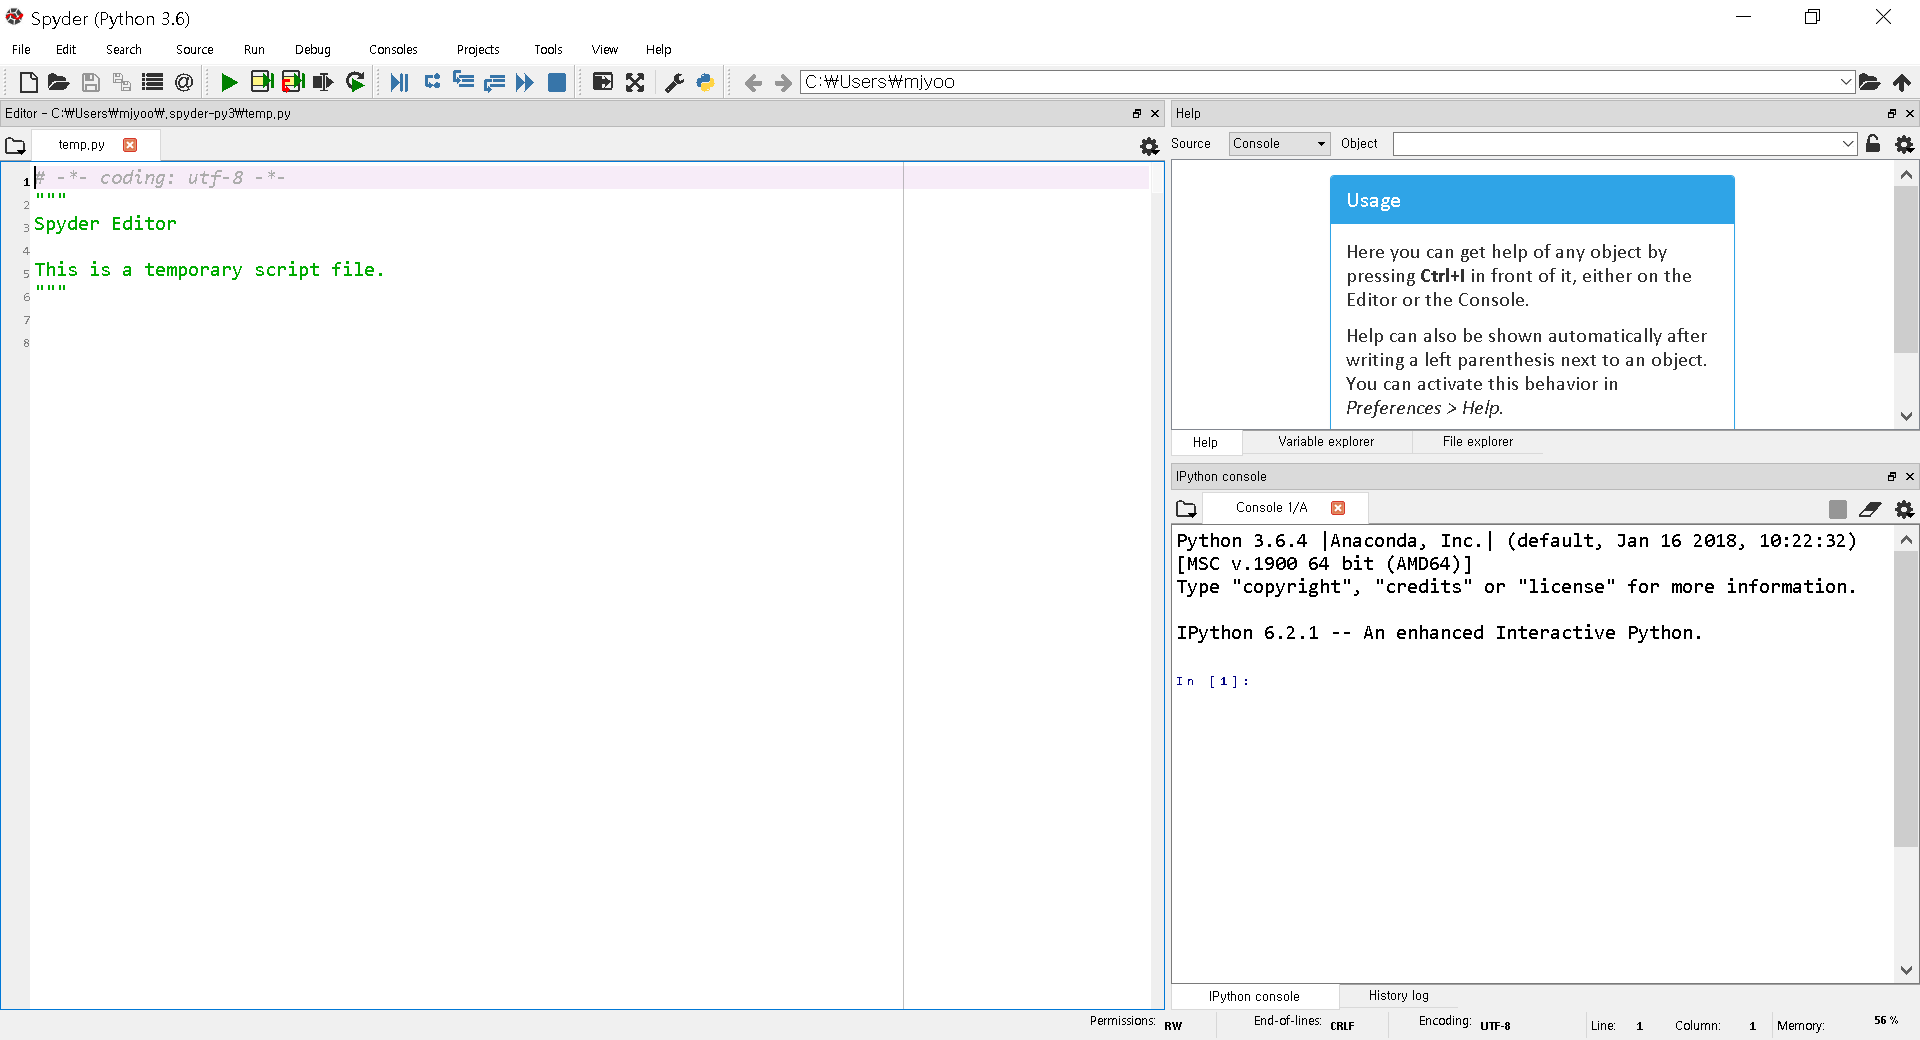 Spyder (Python 3.6)
File Edit Search Source Run Debug Consoles Projects Tools View Help
C:₩Users₩mjyoo
Editor - C:₩Users₩mjyoo₩.spyder-py3₩temp.py
temp.py
1 # -*- coding: utf-8 -*-
2 """
3 Spyder Editor
4
5 This is a temporary script file.
6 """
7
8
Help
Source Console Object
Usage
Here you can get help of any object by
pressing Ctrl+I in front of it, either on the
Editor or the Console.
Help can also be shown automatically after
writing a left parenthesis next to an object.
You can activate this behavior in
Preferences > Help.
Help Variable explorer File explorer
IPython console
Console 1/A
Python 3.6.4 |Anaconda, Inc.| (default, Jan 16 2018, 10:22:32)
[MSC v.1900 64 bit (AMD64)]
Type "copyright", "credits" or "license" for more information.
IPython 6.2.1 -- An enhanced Interactive Python.
In [1]:
IPython console History log
Permissions: RW End-of-lines: CRLF Encoding: UTF-8 Line: 1 Column: 1 Memory: 56 %